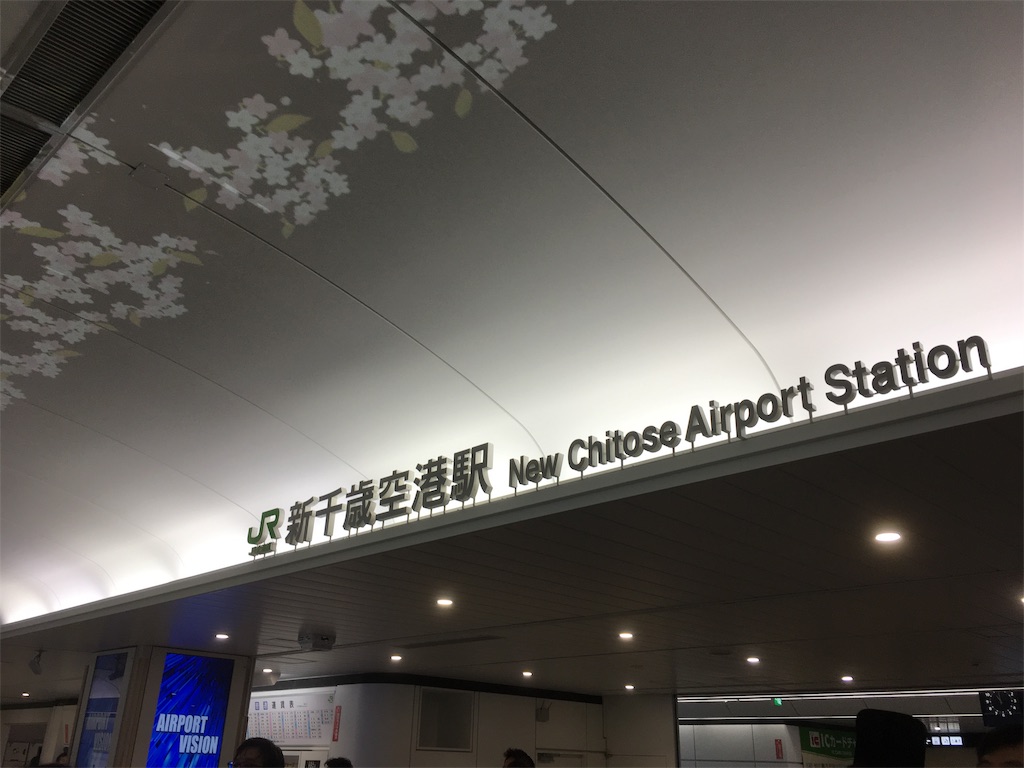 JR 新千歳空港駅 New Chitose Airport Station
AIRPORT
VISION
ICカード